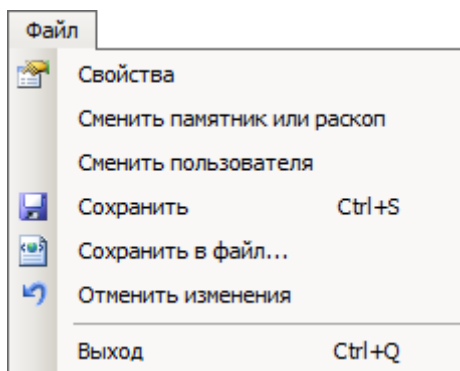 Файл
Свойства
Сменить памятник или раскоп
Сменить пользователя
Сохранить Ctrl+S
Сохранить в файл...
Отменить изменения
Выход Ctrl+Q